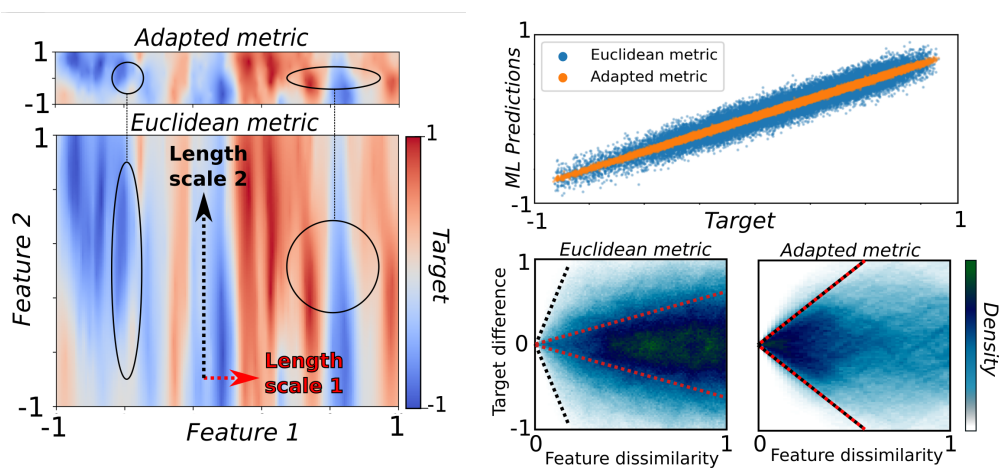 Adapted metric
1
-1
Euclidean metric
1
Length
scale 2
Length
scale 1
Feature 2
-1
-1
Feature 1
1
1
Target
-1
1
ML Predictions
Euclidean metric
Adapted metric
-1
-1
Target
1
Euclidean metric
Adapted metric
Target difference
1
0
-1
0
1
Feature dissimilarity
0
1
Feature dissimilarity
Density